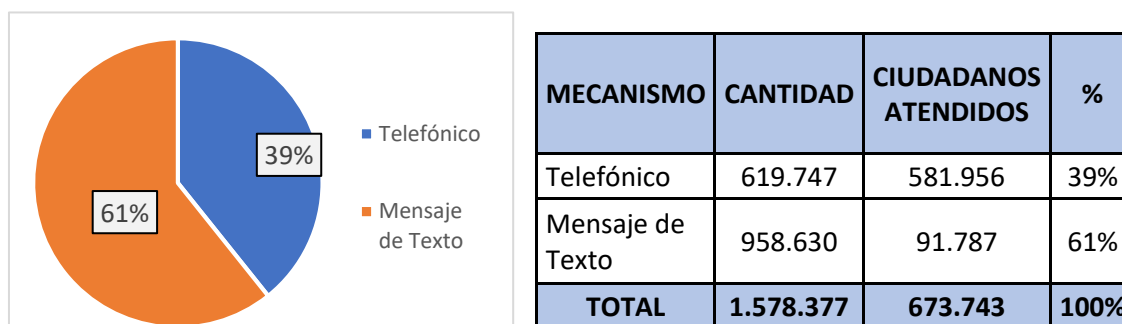 39%
61%
Telefónico
Mensaje
de Texto
MECANISMO CANTIDAD CIUDADANOS ATENDIDOS %
Telefónico 619.747 581.956 39%
Mensaje de Texto 958.630 91.787 61%
TOTAL 1.578.377 673.743 100%